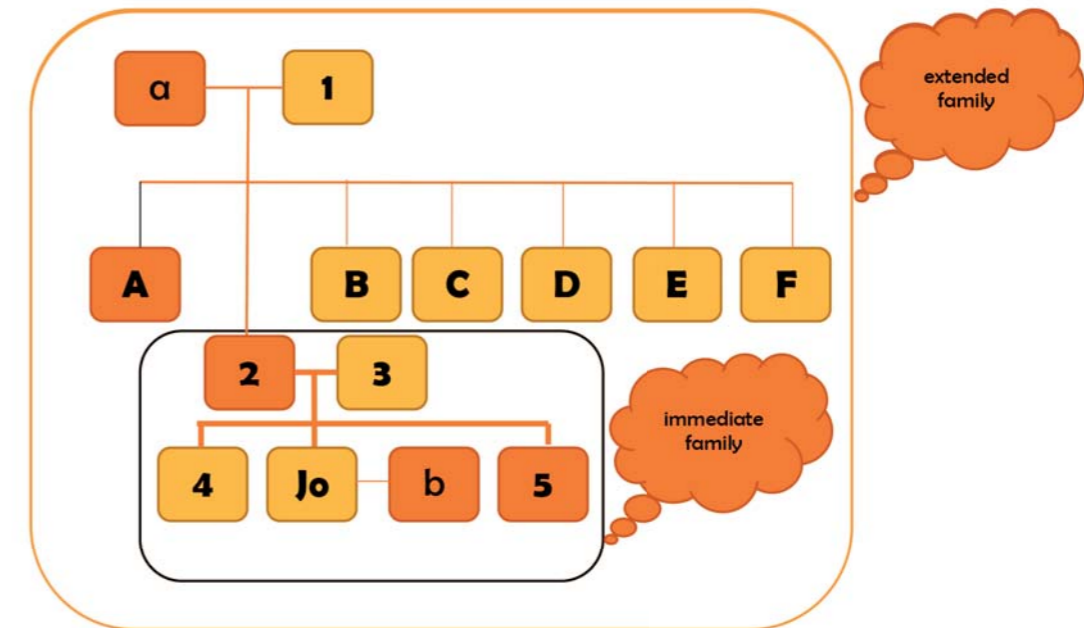 extended
family
α 1
A B C D E F
2 3
immediate
family
4 Jo b 5